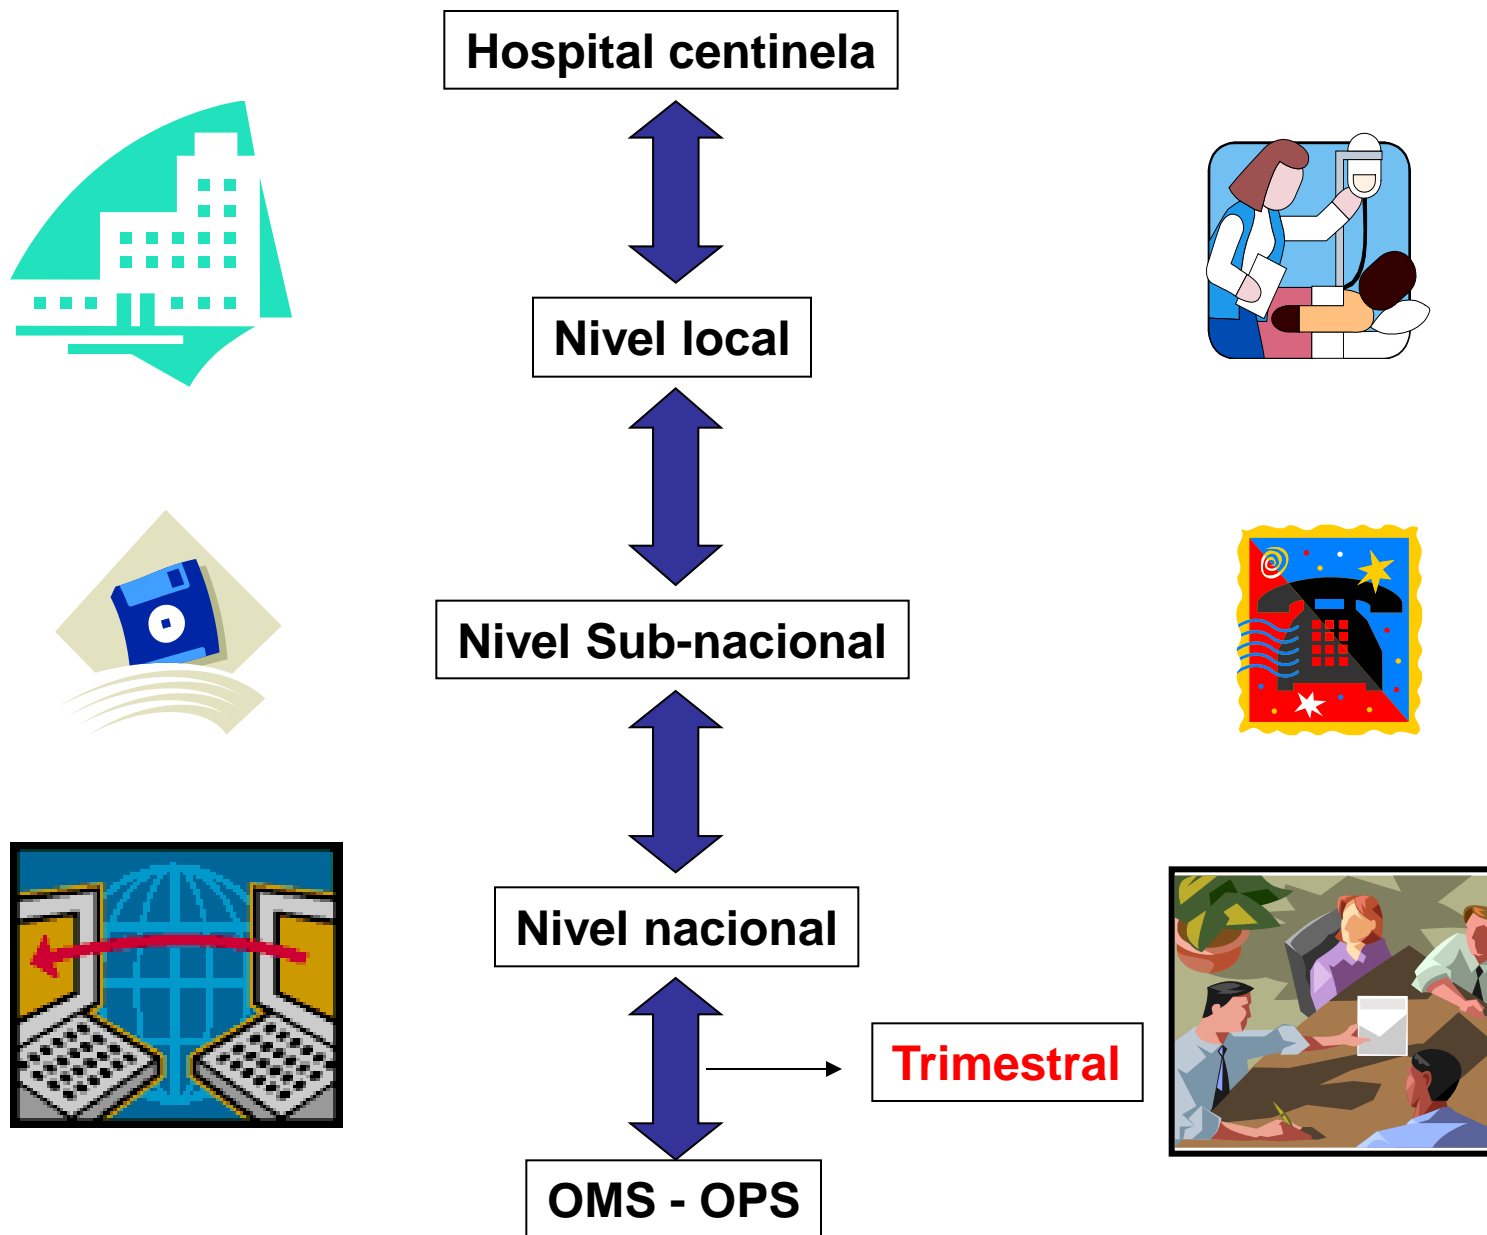 Hospital centinela
Nivel local
Nivel Sub-nacional
Nivel nacional
Trimestral
OMS - OPS